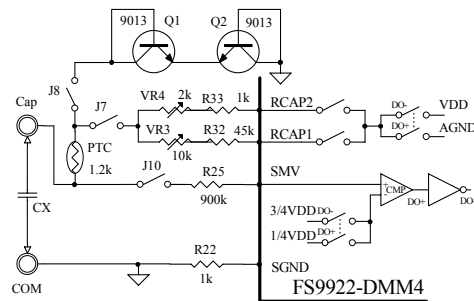 Q1 Q2
9013 9013
J8
VR4 2k R33 1k RCAP2
Cap J7 VDD
DO-
DO+
AGND
VR3 R32 45k RCAP1
10k
PTC
1.2k
J10 R25 SMV
900k
+
-
CMP
DO+ DO-
CX
3/4VDD DO-
1/4VDD DO+
R22
1k
SGND
COM
FS9922-DMM4